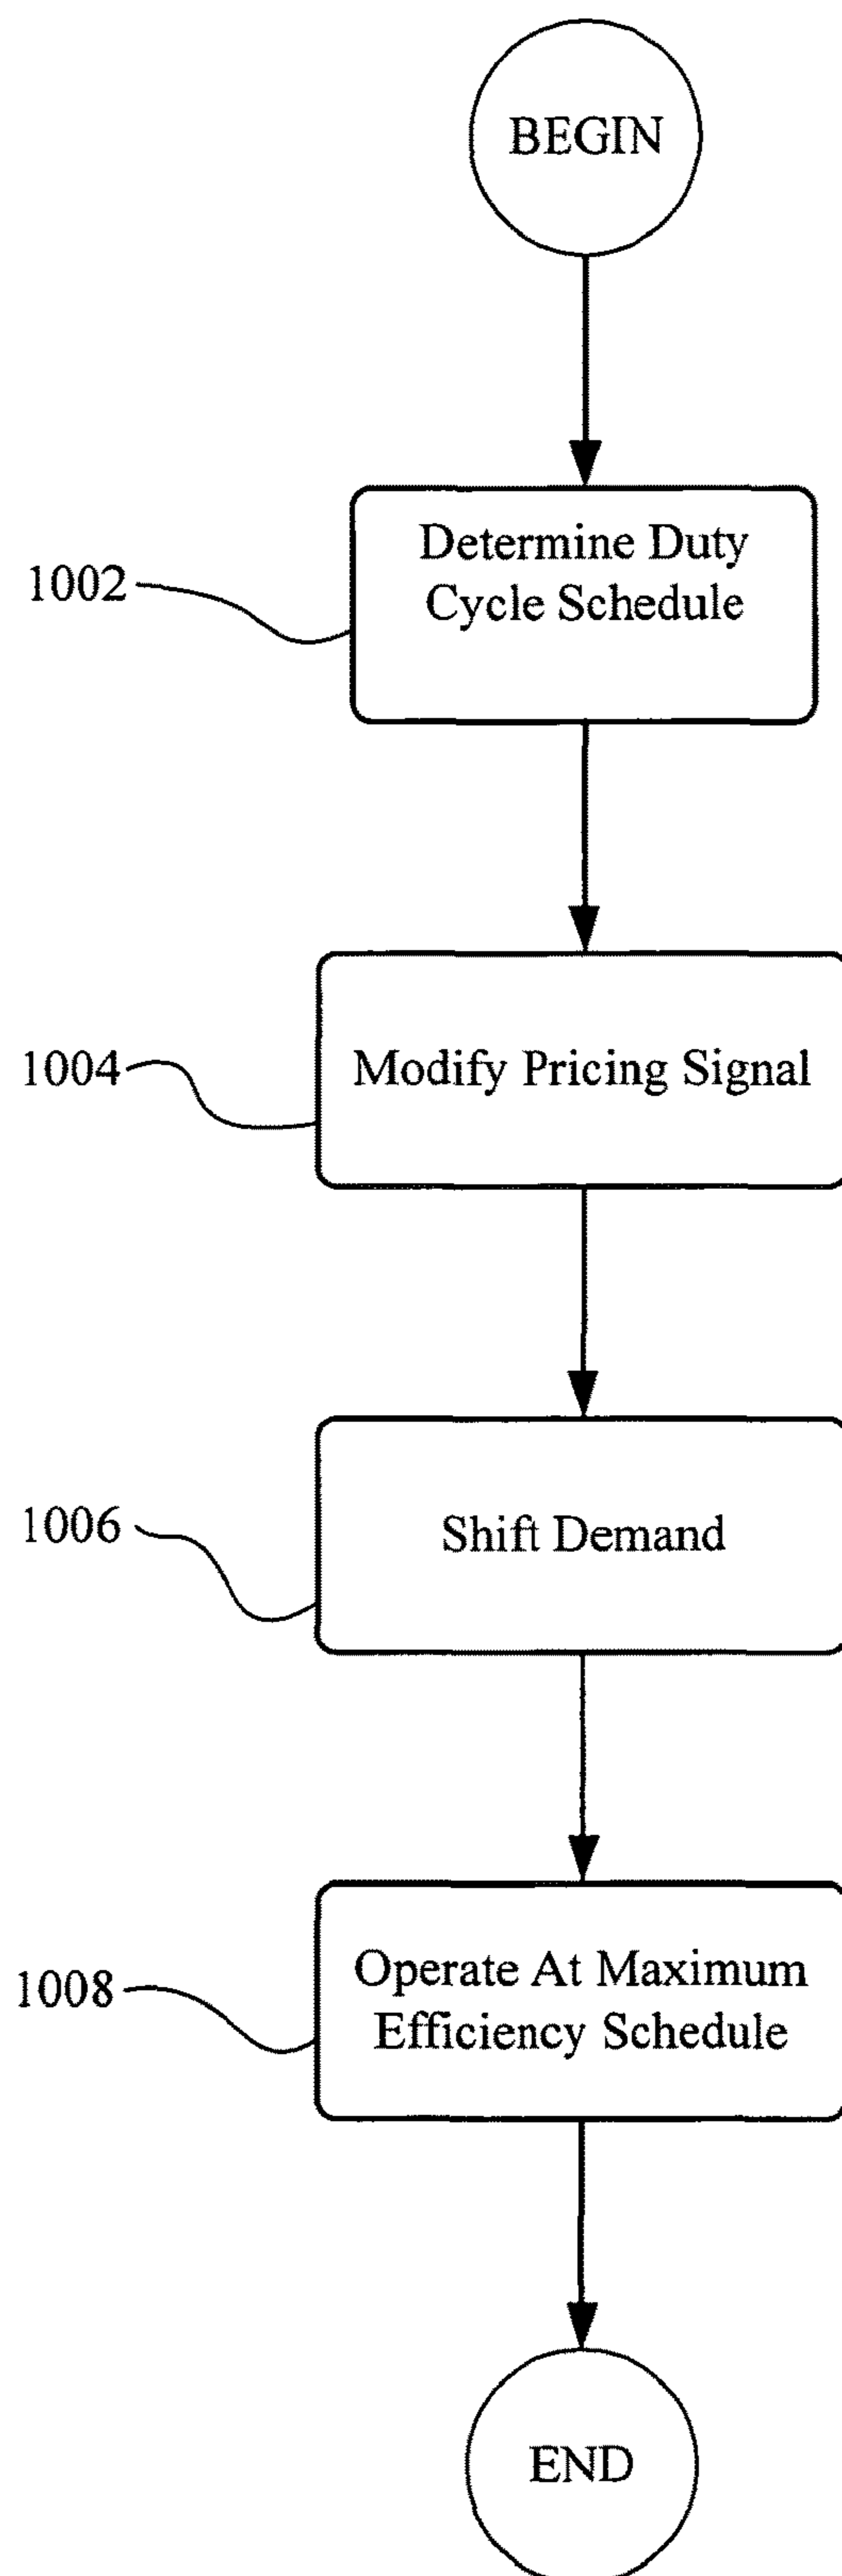 BEGIN
Determine Duty
Cycle Schedule
1002
Modify Pricing Signal
1004
Shift Demand
1006
Operate At Maximum
Efficiency Schedule
1008
END